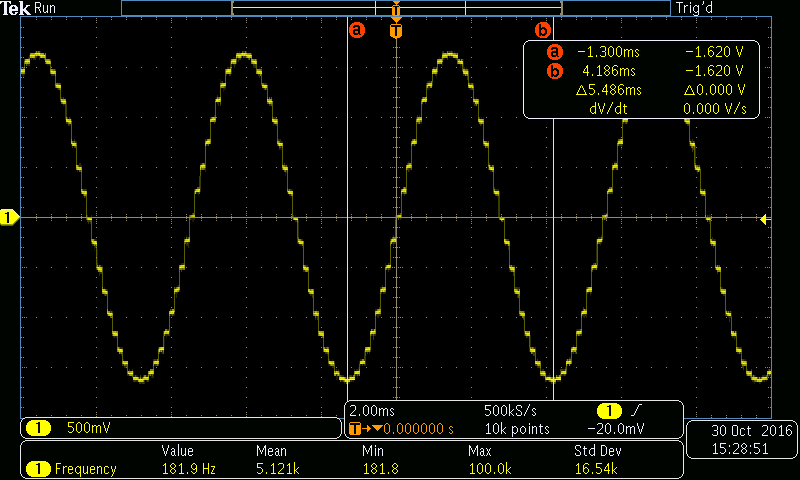 Tek Run Trig'd
T
a T b
a −1.300ms −1.620 V
b 4.186ms −1.620 V
△5.486ms △0.000 V
dV/dt 0.000 V/s
1
1 500mV
2.00ms 500kS/s 1
T→▼0.000000 s 10k points −20.0mV
30 Oct 2016
15:28:51
Value Mean Min Max Std Dev
1 Frequency 181.9 Hz 5.121k 181.8 100.0k 16.54k